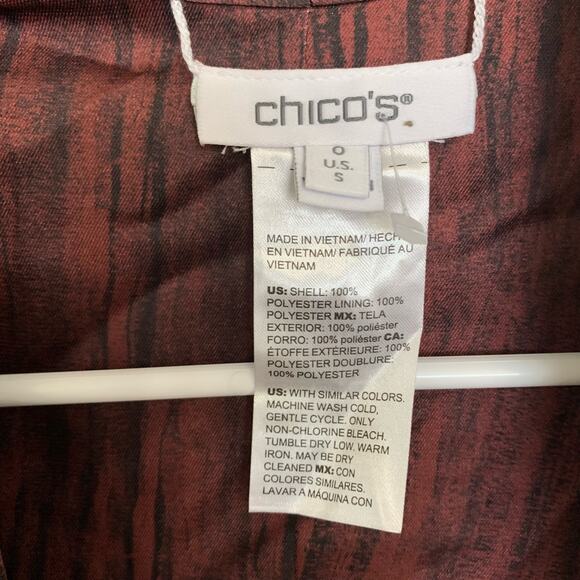 chico's®
0
U.S.
S
MADE IN VIETNAM/ HECH
EN VIETNAM/ FABRIQUÉ AU
VIETNAM
US: SHELL: 100%
POLYESTER LINING: 100%
POLYESTER MX: TELA
EXTERIOR: 100% poliéster
FORRO: 100% poliéster CA:
ÉTOFFE EXTÉRIEURE: 100%
POLYESTER DOUBLURE:
100% POLYESTER
US: WITH SIMILAR COLORS.
MACHINE WASH COLD,
GENTLE CYCLE. ONLY
NON-CHLORINE BLEACH.
TUMBLE DRY LOW. WARM
IRON. MAY BE DRY
CLEANED MX: CON
COLORES SIMILARES.
LAVAR A MÁQUINA CON